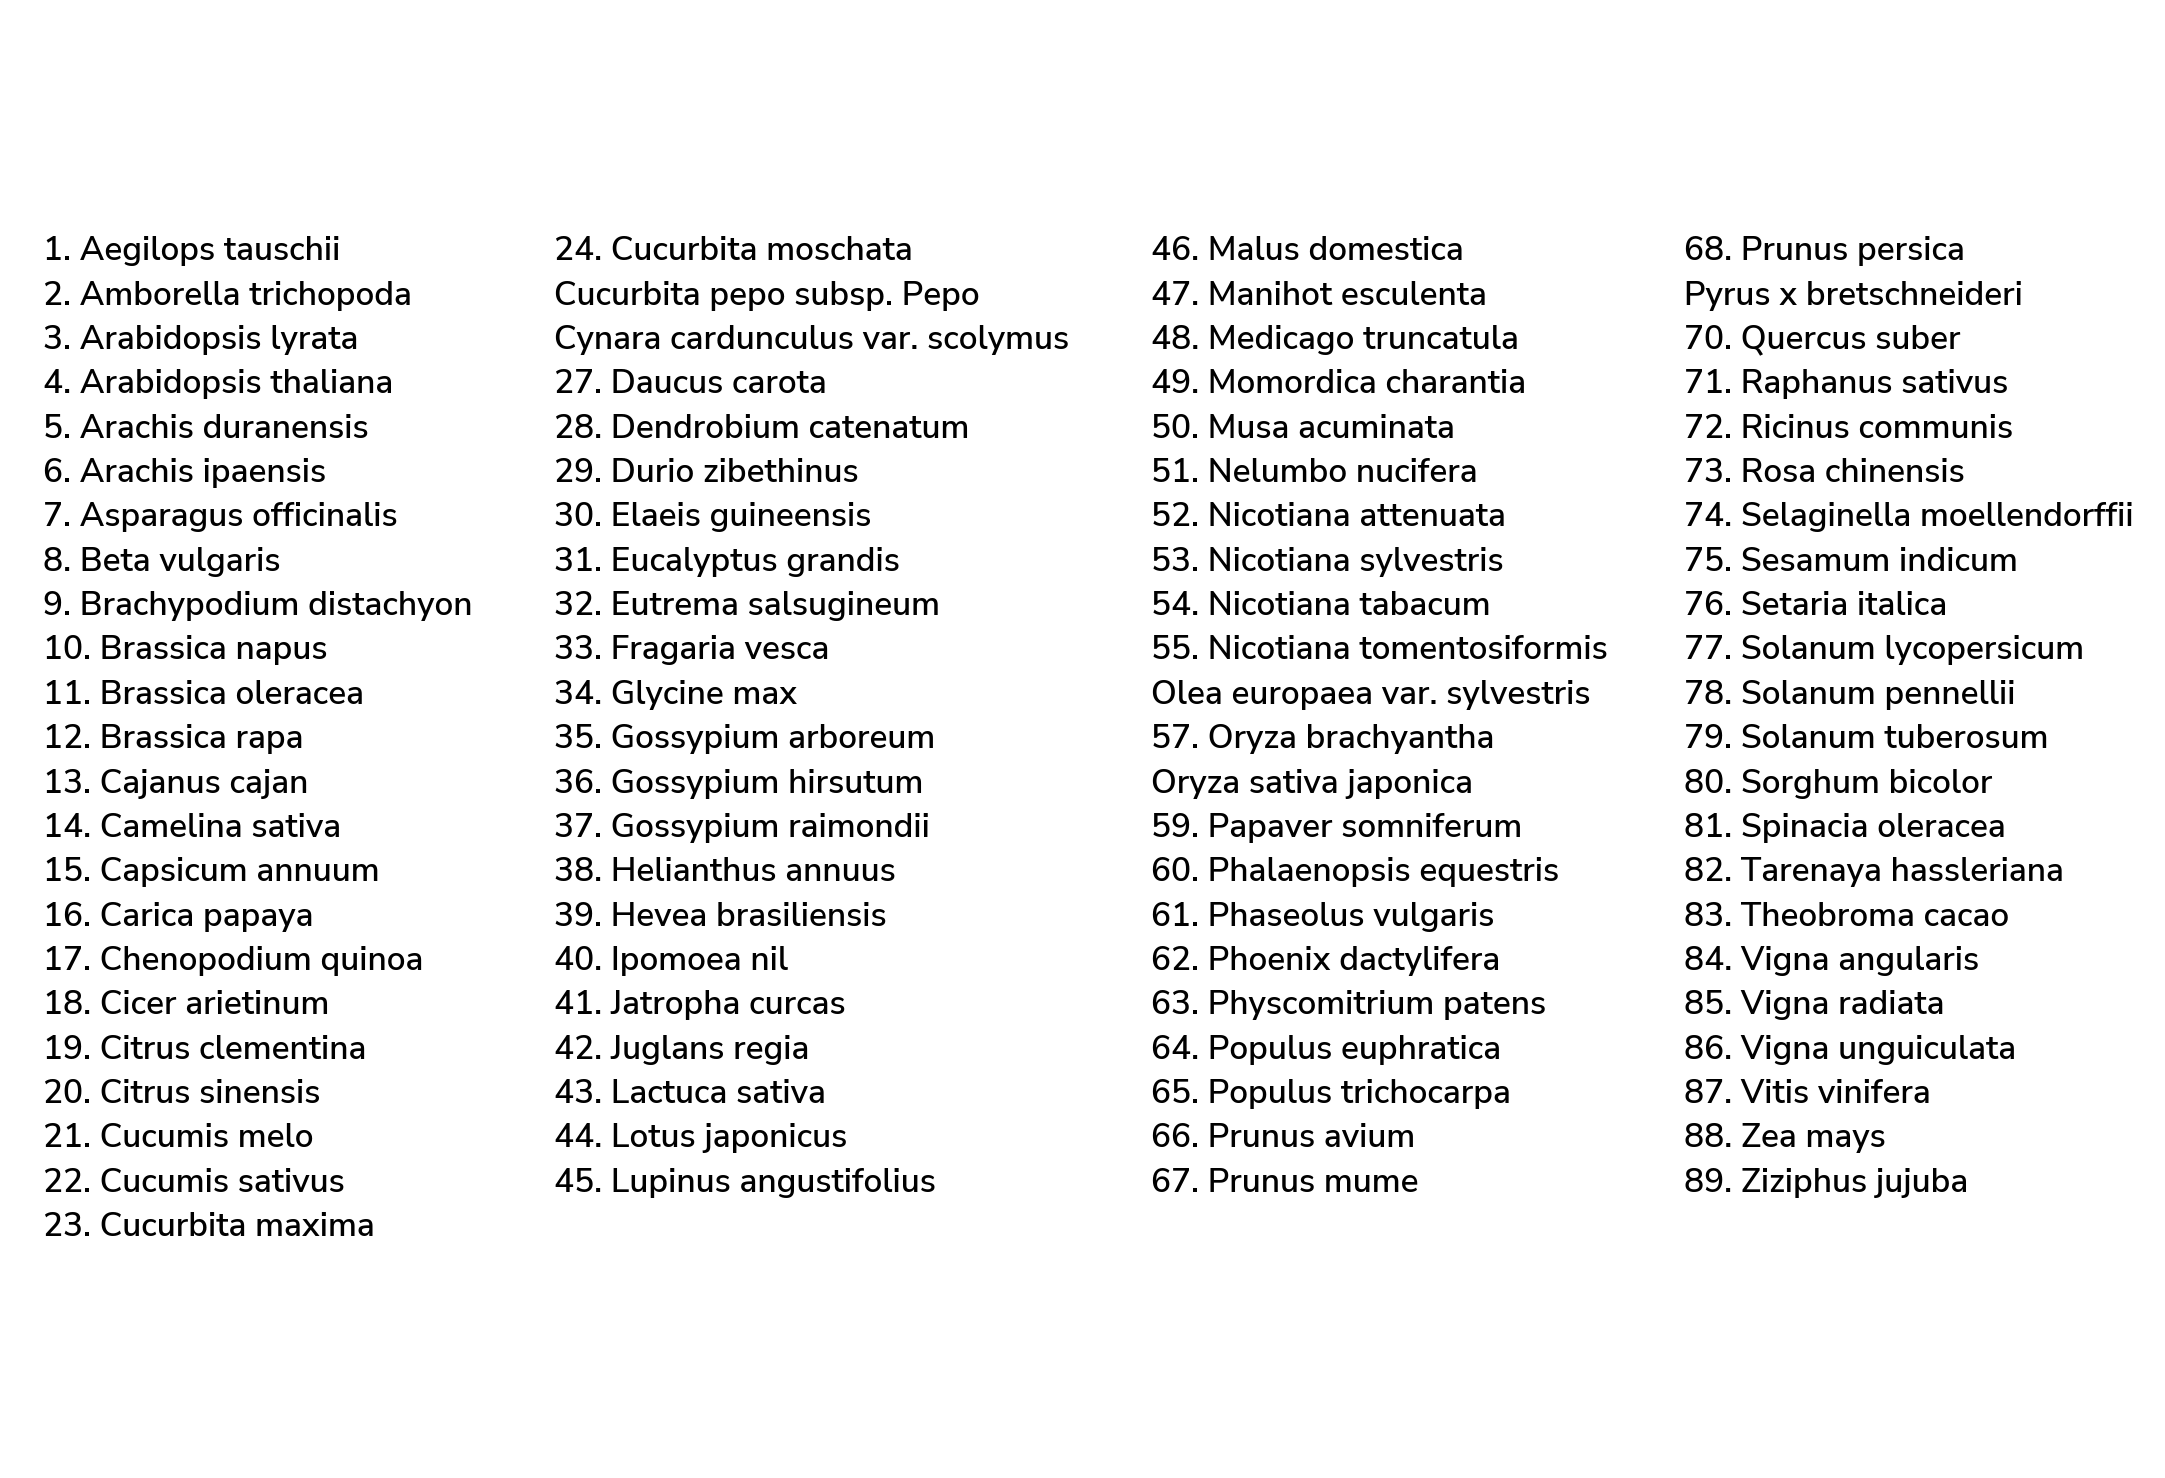 1. Aegilops tauschii
2. Amborella trichopoda
3. Arabidopsis lyrata
4. Arabidopsis thaliana
5. Arachis duranensis
6. Arachis ipaensis
7. Asparagus officinalis
8. Beta vulgaris
9. Brachypodium distachyon
10. Brassica napus
11. Brassica oleracea
12. Brassica rapa
13. Cajanus cajan
14. Camelina sativa
15. Capsicum annuum
16. Carica papaya
17. Chenopodium quinoa
18. Cicer arietinum
19. Citrus clementina
20. Citrus sinensis
21. Cucumis melo
22. Cucumis sativus
23. Cucurbita maxima
24. Cucurbita moschata
Cucurbita pepo subsp. Pepo
Cynara cardunculus var. scolymus
27. Daucus carota
28. Dendrobium catenatum
29. Durio zibethinus
30. Elaeis guineensis
31. Eucalyptus grandis
32. Eutrema salsugineum
33. Fragaria vesca
34. Glycine max
35. Gossypium arboreum
36. Gossypium hirsutum
37. Gossypium raimondii
38. Helianthus annuus
39. Hevea brasiliensis
40. Ipomoea nil
41. Jatropha curcas
42. Juglans regia
43. Lactuca sativa
44. Lotus japonicus
45. Lupinus angustifolius
46. Malus domestica
47. Manihot esculenta
48. Medicago truncatula
49. Momordica charantia
50. Musa acuminata
51. Nelumbo nucifera
52. Nicotiana attenuata
53. Nicotiana sylvestris
54. Nicotiana tabacum
55. Nicotiana tomentosiformis
Olea europaea var. sylvestris
57. Oryza brachyantha
Oryza sativa japonica
59. Papaver somniferum
60. Phalaenopsis equestris
61. Phaseolus vulgaris
62. Phoenix dactylifera
63. Physcomitrium patens
64. Populus euphratica
65. Populus trichocarpa
66. Prunus avium
67. Prunus mume
68. Prunus persica
Pyrus x bretschneideri
70. Quercus suber
71. Raphanus sativus
72. Ricinus communis
73. Rosa chinensis
74. Selaginella moellendorffii
75. Sesamum indicum
76. Setaria italica
77. Solanum lycopersicum
78. Solanum pennellii
79. Solanum tuberosum
80. Sorghum bicolor
81. Spinacia oleracea
82. Tarenaya hassleriana
83. Theobroma cacao
84. Vigna angularis
85. Vigna radiata
86. Vigna unguiculata
87. Vitis vinifera
88. Zea mays
89. Ziziphus jujuba